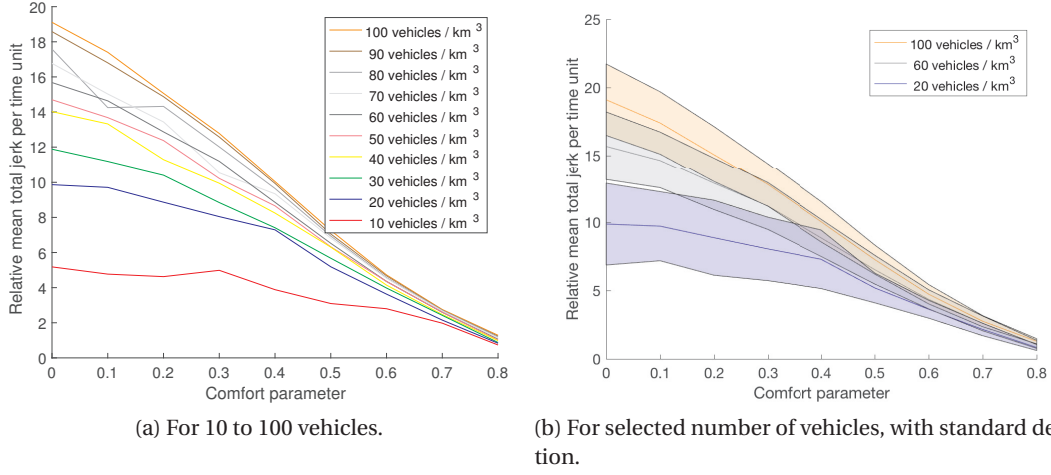 20
18
16
14
12
10
8
6
4
2
0
Relative mean total jerk per time unit
100 vehicles / km 3
90 vehicles / km 3
80 vehicles / km 3
70 vehicles / km 3
60 vehicles / km 3
50 vehicles / km 3
40 vehicles / km 3
30 vehicles / km 3
20 vehicles / km 3
10 vehicles / km 3
0 0.1 0.2 0.3 0.4 0.5 0.6 0.7 0.8
Comfort parameter
(a) For 10 to 100 vehicles.
25
20
15
10
5
0
Relative mean total jerk per time unit
100 vehicles / km3
60 vehicles / km3
20 vehicles / km3
0 0.1 0.2 0.3 0.4 0.5 0.6 0.7 0.8
Comfort parameter
(b) For selected number of vehicles, with standard de
tion.